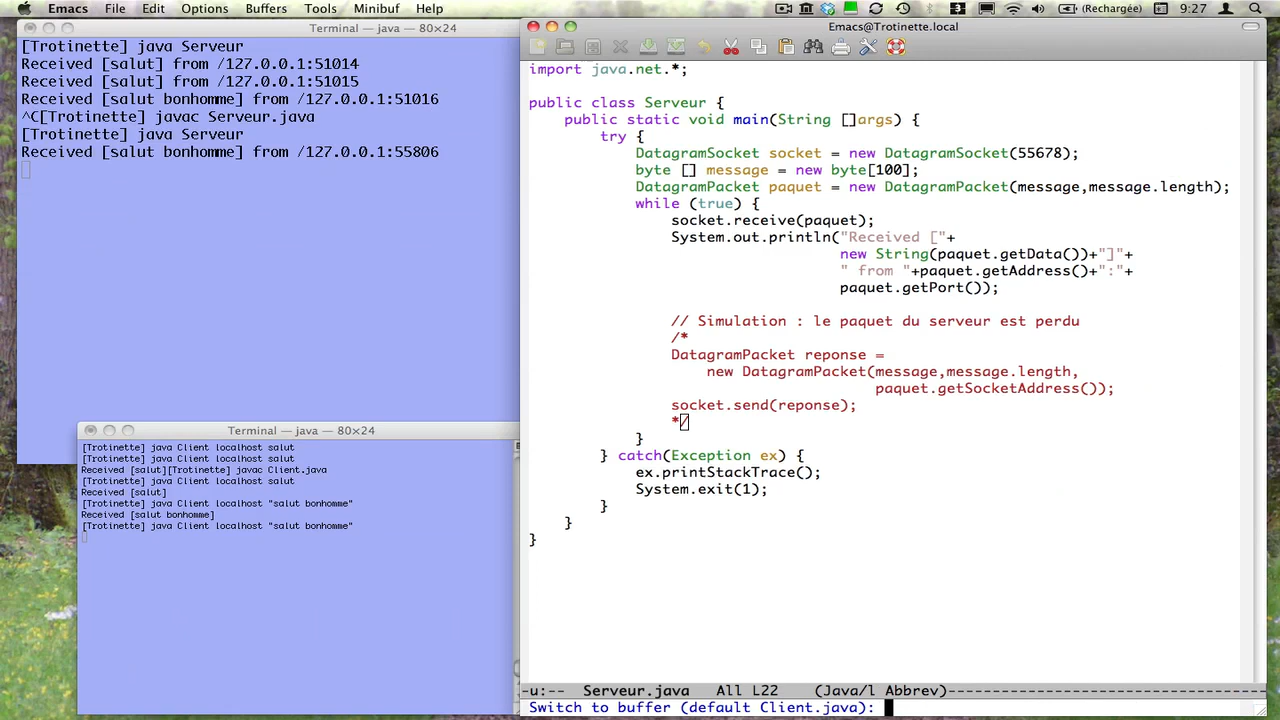 Emacs File Edit Options Buffers Tools Minibuf Help (Rechargée) 9:27
Terminal — java — 80×24
[Trotinette] java Serveur
Received [salut] from /127.0.0.1:51014
Received [salut] from /127.0.0.1:51015
Received [salut bonhomme] from /127.0.0.1:51016
^C[Trotinette] javac Serveur.java
[Trotinette] java Serveur
Received [salut bonhomme] from /127.0.0.1:55806
Terminal — java — 80×24
[Trotinette] java Client localhost salut
[Trotinette] java Client localhost salut
Received [salut][Trotinette] javac Client.java
[Trotinette] java Client localhost salut
Received [salut]
[Trotinette] java Client localhost "salut bonhomme"
Received [salut bonhomme]
[Trotinette] java Client localhost "salut bonhomme"
Emacs@Trotinette.local
import java.net.*;
public class Serveur {
public static void main(String []args) {
try {
DatagramSocket socket = new DatagramSocket(55678);
byte [] message = new byte[100];
DatagramPacket paquet = new DatagramPacket(message,message.length);
while (true) {
socket.receive(paquet);
System.out.println("Received ["+
new String(paquet.getData())+"]"+
" from "+paquet.getAddress()+":"+
paquet.getPort());
// Simulation : le paquet du serveur est perdu
/*
DatagramPacket reponse =
new DatagramPacket(message,message.length,
paquet.getSocketAddress());
socket.send(reponse);
*/
}
} catch(Exception ex) {
ex.printStackTrace();
System.exit(1);
}
}
}
-u:-- Serveur.java All L22 (Java/l Abbrev)
Switch to buffer (default Client.java):